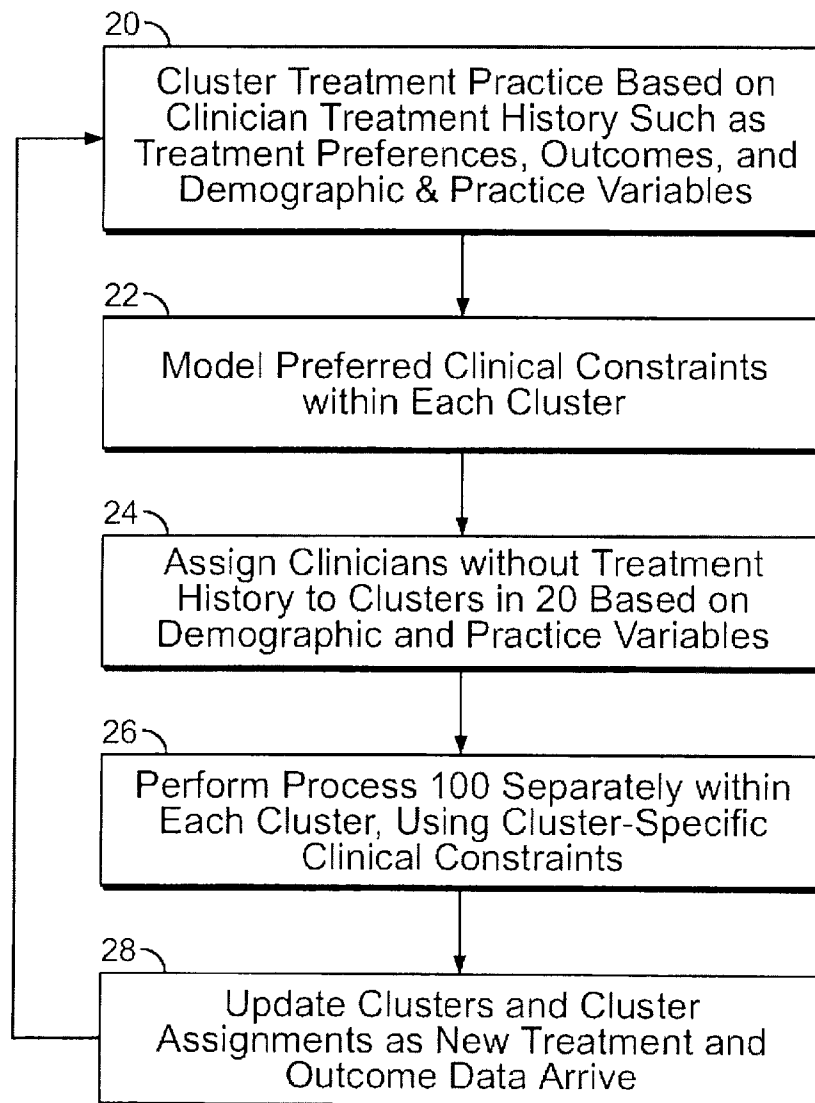 20
Cluster Treatment Practice Based on
Clinician Treatment History Such as
Treatment Preferences, Outcomes, and
Demographic & Practice Variables
22
Model Preferred Clinical Constraints
within Each Cluster
24
Assign Clinicians without Treatment
History to Clusters in 20 Based on
Demographic and Practice Variables
26
Perform Process 100 Separately within
Each Cluster, Using Cluster-Specific
Clinical Constraints
28
Update Clusters and Cluster
Assignments as New Treatment and
Outcome Data Arrive